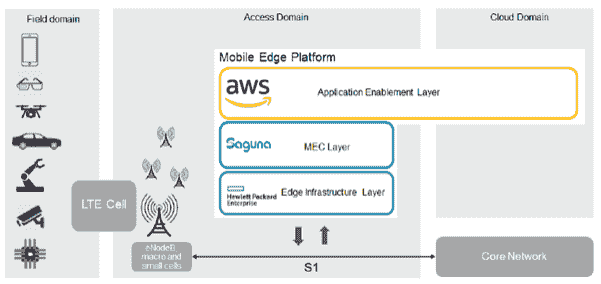 Field domain
Access Domain
Cloud Domain
Mobile Edge Platform
aws
Application Enablement Layer
Saguna
MEC Layer
Hewlett Packard
Enterprise
Edge Infrastructure Layer
LTE Cell
eNodeB,
macro and
small cells
S1
Core Network